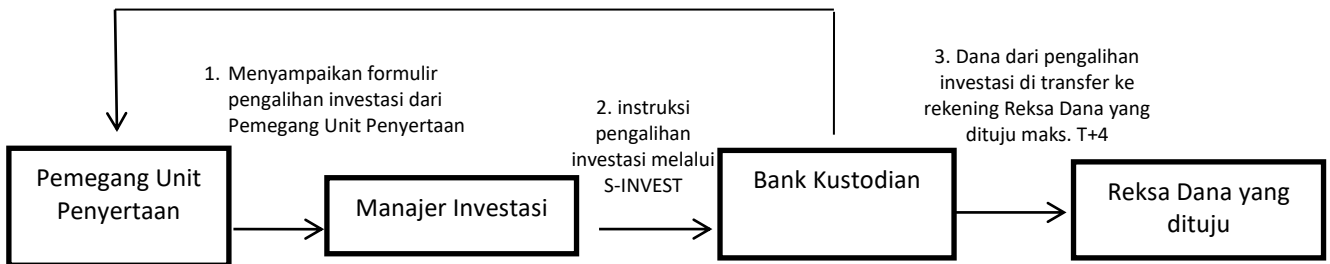 1. Menyampaikan formulir
pengalihan investasi dari
Pemegang Unit Penyertaan
2. instruksi
pengalihan
investasi melalui
S-INVEST
3. Dana dari pengalihan
investasi di transfer ke
rekening Reksa Dana yang
dituju maks. T+4
Pemegang Unit
Penyertaan
Manajer Investasi
Bank Kustodian
Reksa Dana yang
dituju